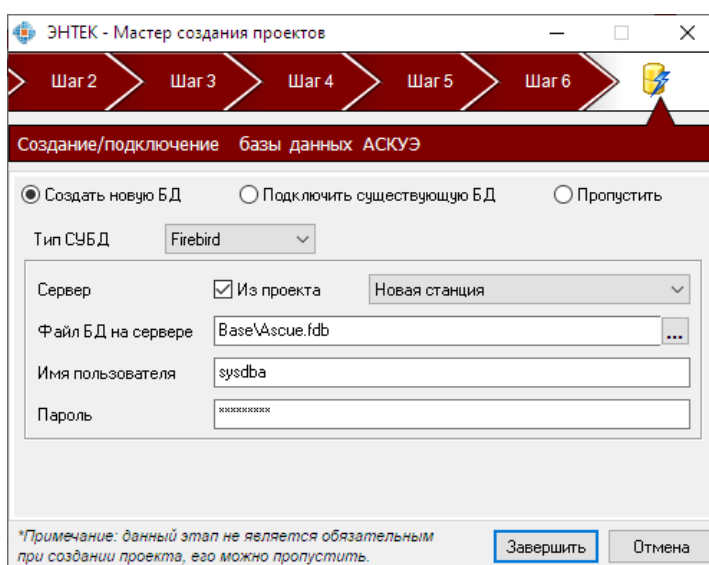 ЭНТЕК - Мастер создания проектов
Шаг 2 Шаг 3 Шаг 4 Шаг 5 Шаг 6
Создание/подключение базы данных АСКУЭ
Создать новую БД Подключить существующую БД Пропустить
Тип СУБД Firebird
Сервер Из проекта Новая станция
Файл БД на сервере Base\Ascue.fdb ...
Имя пользователя sysdba
Пароль *********
*Примечание: данный этап не является обязательным
при создании проекта, его можно пропустить.
Завершить Отмена